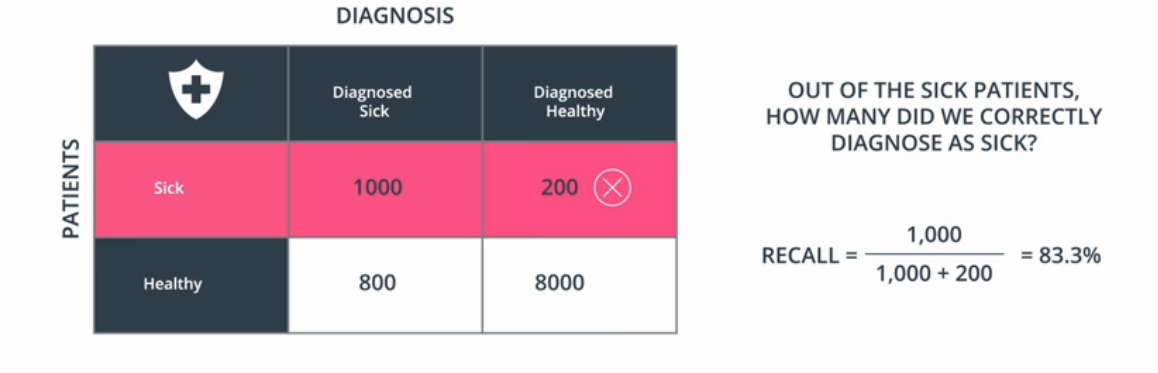 DIAGNOSIS
PATIENTS
Diagnosed
Sick
Diagnosed
Healthy
Sick
1000
200
Healthy
800
8000
OUT OF THE SICK PATIENTS,
HOW MANY DID WE CORRECTLY
DIAGNOSE AS SICK?
1,000
RECALL = = 83.3%
1,000 + 200